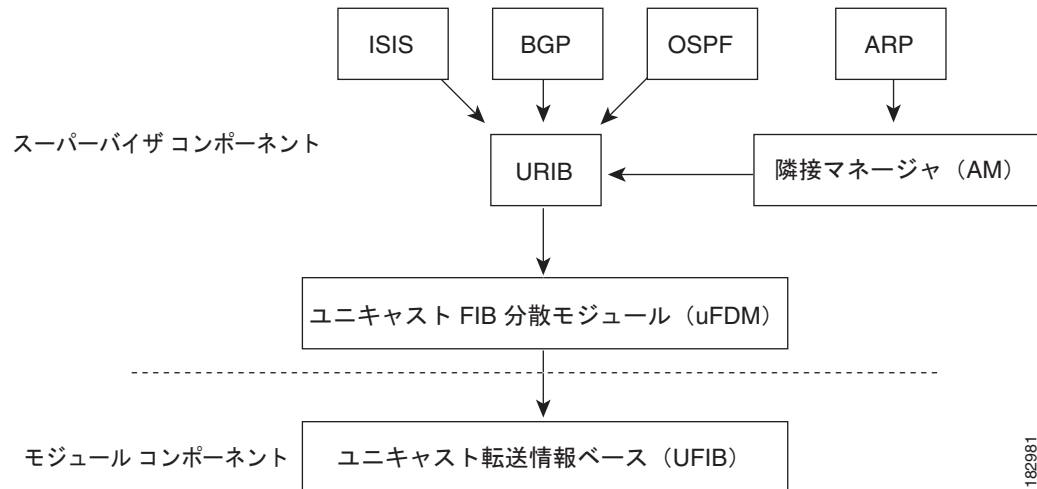 ISIS
BGP
OSPF
ARP
スーパーバイザ コンポーネント
URIB
隣接マネージャ（AM）
ユニキャスト FIB 分散モジュール（uFDM）
モジュール コンポーネント
ユニキャスト転送情報ベース（UFIB）
182981